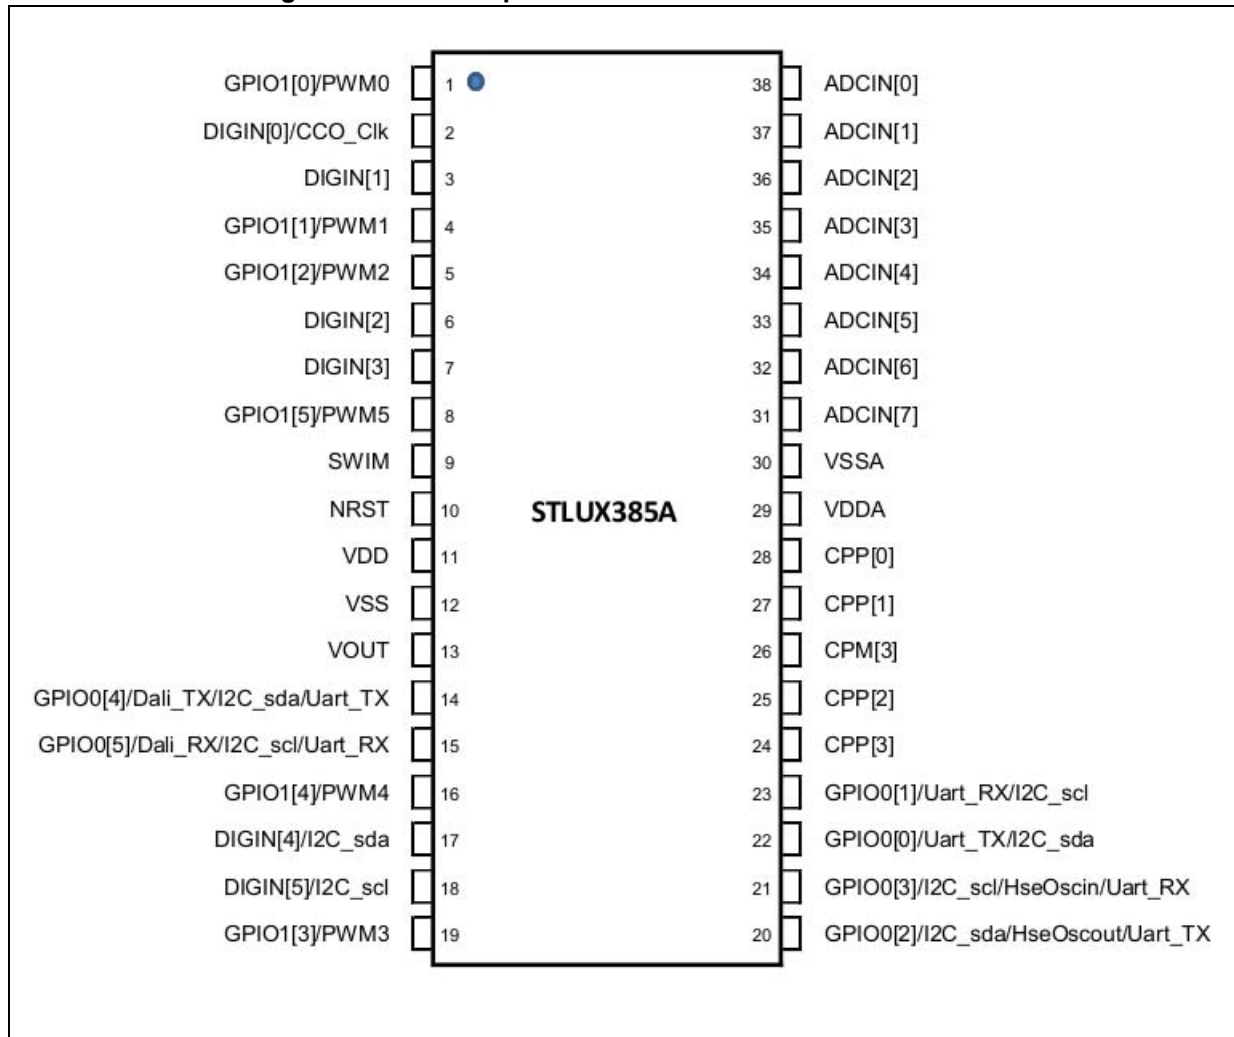 GPIO1[0]/PWM0 1 38 ADCIN[0]
DIGIN[0]/CCO_Clk 2 37 ADCIN[1]
DIGIN[1] 3 36 ADCIN[2]
GPIO1[1]/PWM1 4 35 ADCIN[3]
GPIO1[2]/PWM2 5 34 ADCIN[4]
DIGIN[2] 6 33 ADCIN[5]
DIGIN[3] 7 32 ADCIN[6]
GPIO1[5]/PWM5 8 31 ADCIN[7]
SWIM 9 30 VSSA
NRST 10 STLUX385A 29 VDDA
VDD 11 28 CPP[0]
VSS 12 27 CPP[1]
VOUT 13 26 CPM[3]
GPIO0[4]/Dali_TX/I2C_sda/Uart_TX 14 25 CPP[2]
GPIO0[5]/Dali_RX/I2C_scl/Uart_RX 15 24 CPP[3]
GPIO1[4]/PWM4 16 23 GPIO0[1]/Uart_RX/I2C_scl
DIGIN[4]/I2C_sda 17 22 GPIO0[0]/Uart_TX/I2C_sda
DIGIN[5]/I2C_scl 18 21 GPIO0[3]/I2C_scl/HseOscin/Uart_RX
GPIO1[3]/PWM3 19 20 GPIO0[2]/I2C_sda/HseOscout/Uart_TX